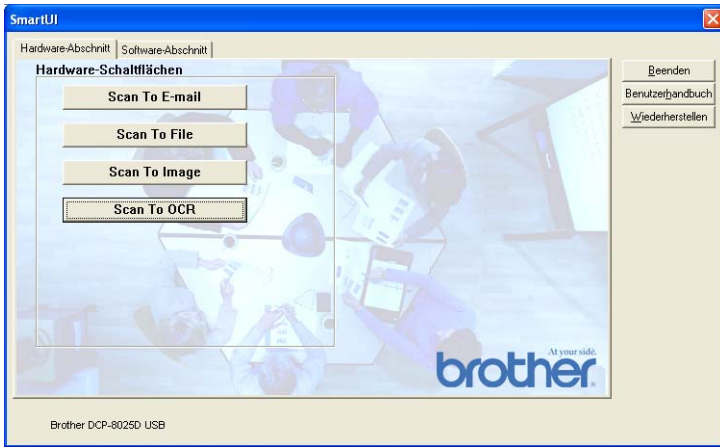 SmartUI
Hardware-Abschnitt
Software-Abschnitt
Hardware-Schaltflächen
Scan To E-mail
Scan To File
Scan To Image
Scan To OCR
Beenden
Benutzerhandbuch
Wiederherstellen
At your side.
brother
Brother DCP-8025D USB